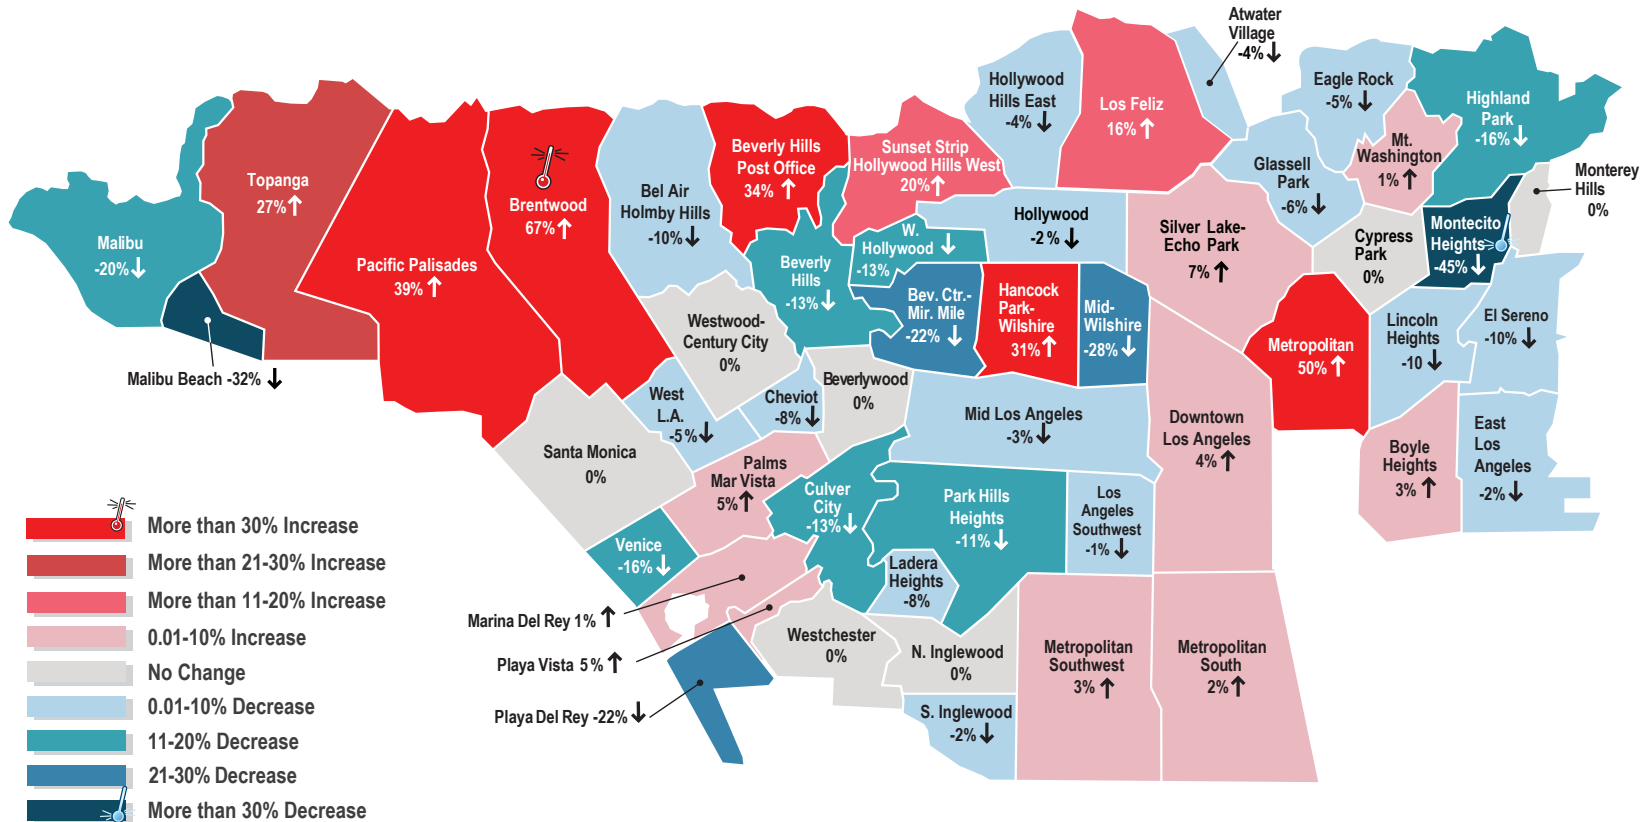 Atwater
Village
-4%
Hollywood
Hills East
-4%
Los Feliz
16%
Eagle Rock
-5%
Highland
Park
-16%
Mt.
Washington
1%
Glassell
Park
-6%
Monterey
Hills
0%
Topanga
27%
Brentwood
67%
Beverly Hills
Post Office
34%
Sunset Strip
Hollywood Hills West
20%
Bel Air
Holmby Hills
-10%
Malibu
-20%
Pacific Palisades
39%
Beverly
Hills
-13%
W.
Hollywood
-13%
Hollywood
-2 %
Silver Lake-
Echo Park
7%
Cypress
Park
0%
Montecito
Heights
-45%
Westwood-
Century City
0%
Bev. Ctr.-
Mir. Mile
-22%
Hancock
Park-
Wilshire
31%
Mid-
Wilshire
-28%
Metropolitan
50%
Lincoln
Heights
-10
El Sereno
-10%
Malibu Beach -32%
West
L.A.
-5 %
Cheviot
-8%
Beverlywood
0%
Mid Los Angeles
-3%
Downtown
Los Angeles
4%
Boyle
Heights
3%
East
Los
Angeles
-2%
Santa Monica
0%
Palms
Mar Vista
5%
Culver
City
-13%
Park Hills
Heights
-11%
Los
Angeles
Southwest
-1%
Venice
-16%
Ladera
Heights
-8%
Marina Del Rey 1%
Playa Vista 5 %
Playa Del Rey -22%
Westchester
0%
N. Inglewood
0%
S. Inglewood
-2%
Metropolitan
Southwest
3%
Metropolitan
South
2%
More than 30% Increase
More than 21-30% Increase
More than 11-20% Increase
0.01-10% Increase
No Change
0.01-10% Decrease
11-20% Decrease
21-30% Decrease
More than 30% Decrease